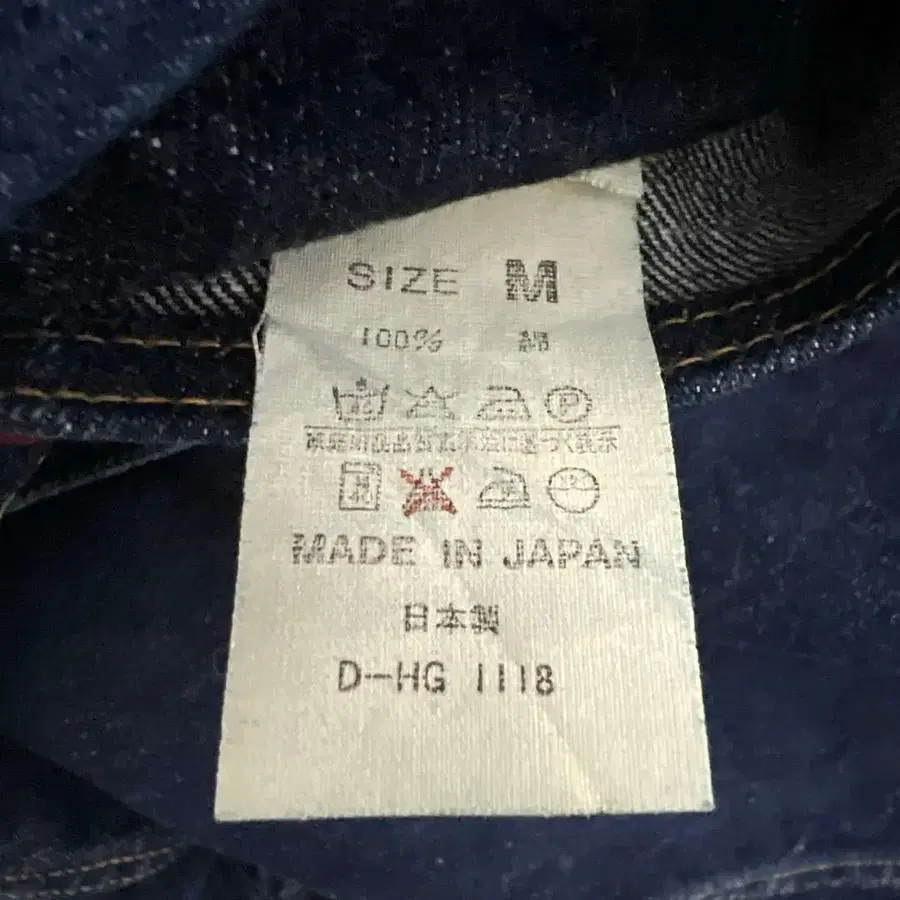 SIZE M
100% 綿
P
家庭用品品質表示法に基づく表示
MADE IN JAPAN
日本製
D-HG 1118